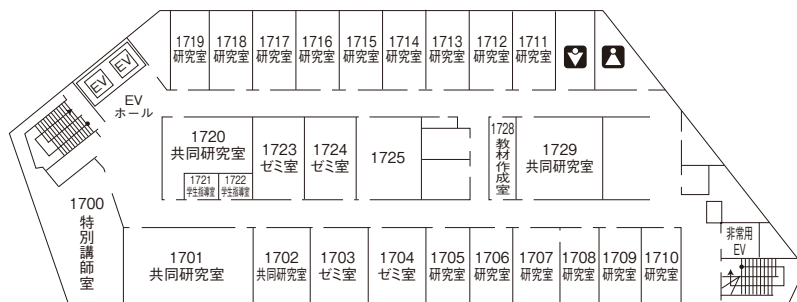 1719
研究室
1718
研究室
1717
研究室
1716
研究室
1715
研究室
1714
研究室
1713
研究室
1712
研究室
1711
研究室
EV
EV
EV
ホール
1720
共同研究室
1721
学生指導室
1722
学生指導室
1723
ゼミ室
1724
ゼミ室
1725
1728
教材作成室
1729
共同研究室
1700
特別講師室
1701
共同研究室
1702
共同研究室
1703
ゼミ室
1704
ゼミ室
1705
研究室
1706
研究室
1707
研究室
1708
研究室
1709
研究室
1710
研究室
非常用
EV